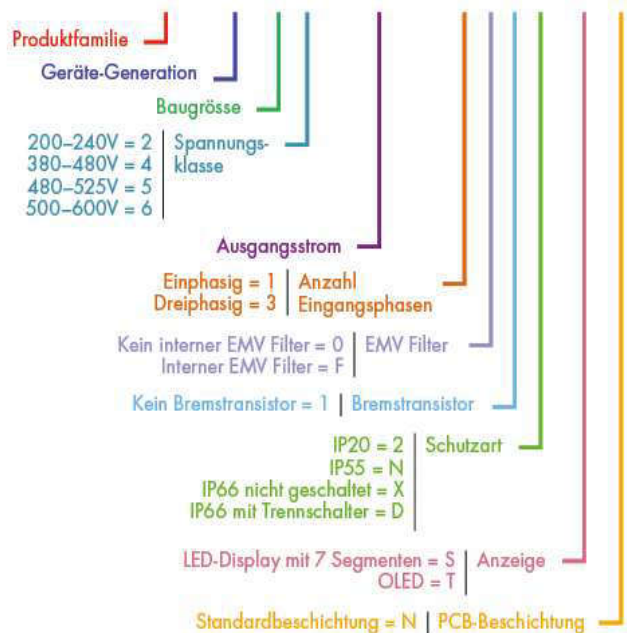 Produktfamilie
Geräte-Generation
Baugrösse
200–240V = 2 | Spannungs-
380–480V = 4 | klasse
480–525V = 5
500–600V = 6
Ausgangsstrom
Einphasig = 1 | Anzahl
Dreiphasig = 3 | Eingangsphasen
Kein interner EMV Filter = 0 | EMV Filter
Interner EMV Filter = F
Kein Bremstransistor = 1 | Bremstransistor
IP20 = 2 | Schutzart
IP55 = N
IP66 nicht geschaltet = X
IP66 mit Trennschalter = D
LED-Display mit 7 Segmenten = S | Anzeige
OLED = T
Standardbeschichtung = N | PCB-Beschichtung